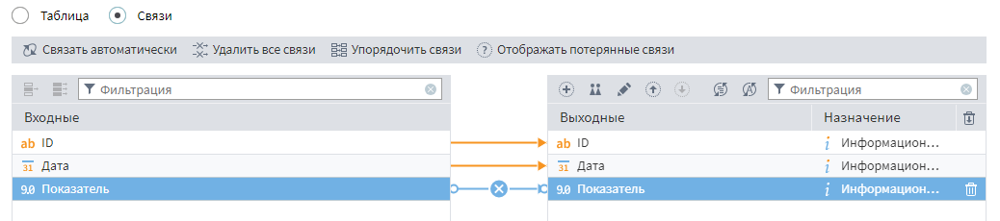 Таблица Связи
Связать автоматически Удалить все связи Упорядочить связи ? Отображать потерянные связи
Фильтрация Фильтрация
Входные Выходные Назначение
ab ID ab ID i Информацион...
31 Дата 31 Дата i Информацион...
9.0 Показатель 9.0 Показатель i Информацион...